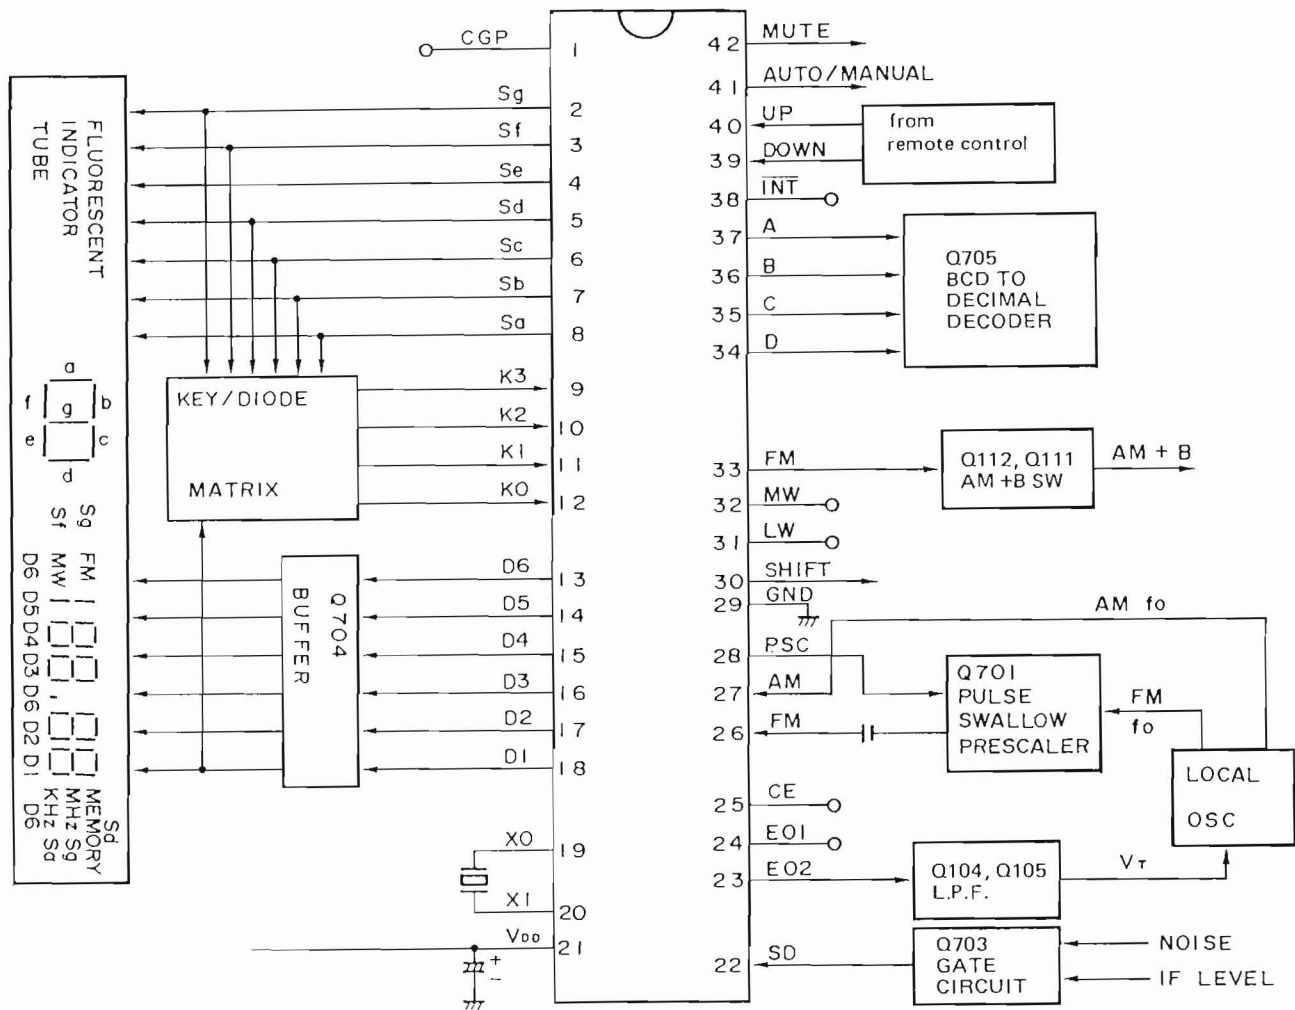 CGP
1
Sg
2
Sf
3
Se
4
Sd
5
Sc
6
Sb
7
Sa
8
K3
9
K2
10
K1
11
K0
12
D6
13
D5
14
D4
15
D3
16
D2
17
D1
18
X0
19
X1
20
VDD
21
+
FLUORESCENT
INDICATOR
TUBE
a
f
g
b
e
c
d
Sg
Sf
FM
MW
D6 D5 D4 D3 D6 D2 D1 D6
Sd
MEMORY
MHz Sg
KHz Sa
KEY/DIODE
MATRIX
Q704
BUFFER
42
MUTE
41
AUTO/MANUAL
40
UP
39
DOWN
from
remote control
38
INT
37
A
36
B
35
C
34
D
Q705
BCD TO
DECIMAL
DECODER
33
FM
Q112, Q111
AM +B SW
AM + B
32
MW
31
LW
30
SHIFT
29
GND
28
PSC
27
AM
26
FM
AM fo
Q701
PULSE
SWALLOW
PRESCALER
FM
fo
LOCAL
OSC
25
CE
24
EO1
23
EO2
Q104, Q105
L.P.F.
VT
22
SD
Q703
GATE
CIRCUIT
NOISE
IF LEVEL